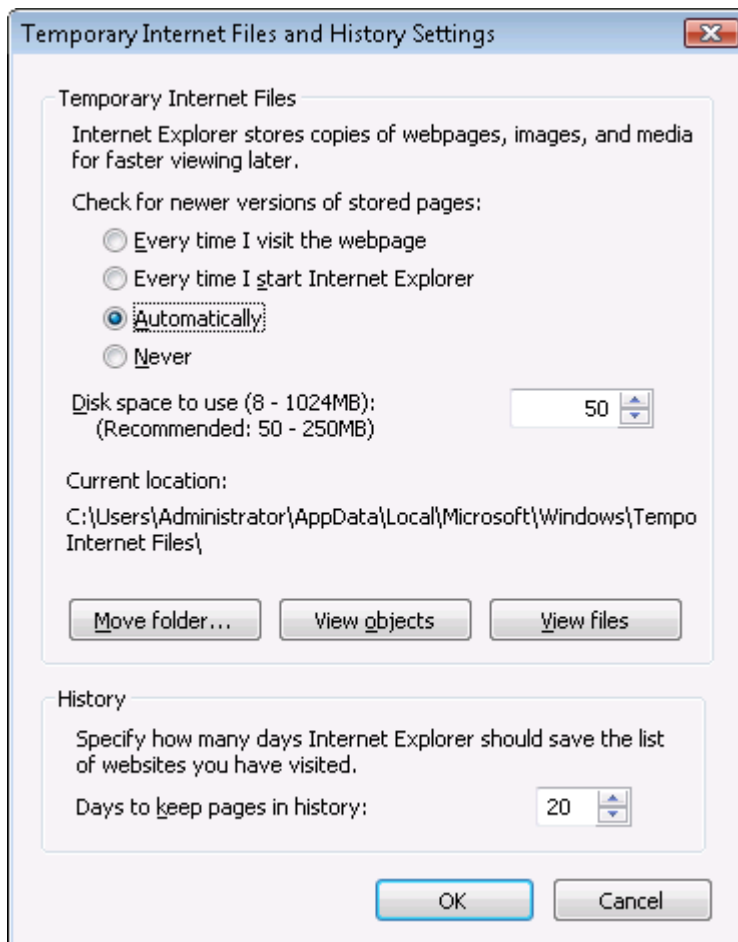 Temporary Internet Files and History Settings
Temporary Internet Files
Internet Explorer stores copies of webpages, images, and media
for faster viewing later.
Check for newer versions of stored pages:
Every time I visit the webpage
Every time I start Internet Explorer
Automatically
Never
Disk space to use (8 - 1024MB): 50
(Recommended: 50 - 250MB)
Current location:
C:\Users\Administrator\AppData\Local\Microsoft\Windows\Tempo
Internet Files\
Move folder... View objects View files
History
Specify how many days Internet Explorer should save the list
of websites you have visited.
Days to keep pages in history: 20
OK Cancel